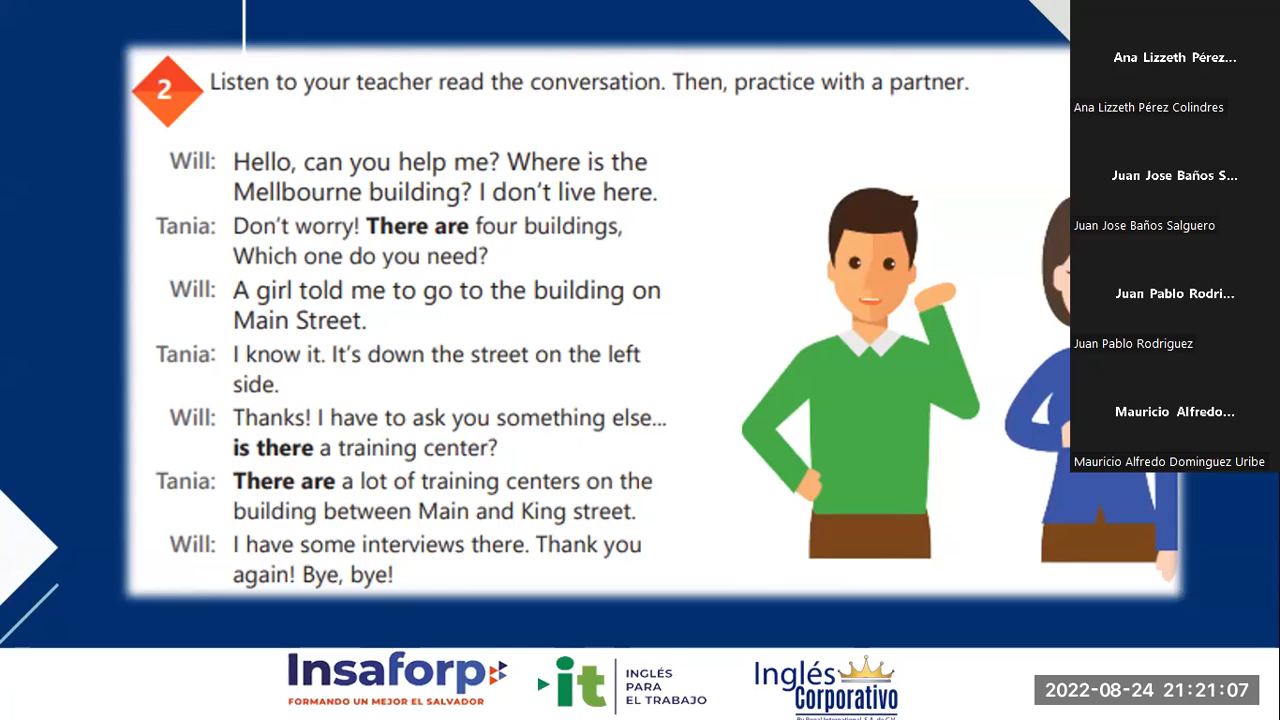 2
Listen to your teacher read the conversation. Then, practice with a partner.
Will: Hello, can you help me? Where is the
Mellbourne building? I don't live here.
Tania: Don't worry! There are four buildings,
Which one do you need?
Will: A girl told me to go to the building on
Main Street.
Tania: I know it. It's down the street on the left
side.
Will: Thanks! I have to ask you something else...
is there a training center?
Tania: There are a lot of training centers on the
building between Main and King street.
Will: I have some interviews there. Thank you
again! Bye, bye!
Ana Lizzeth Pérez...
Ana Lizzeth Pérez Colindres
Juan Jose Baños S...
Juan Jose Baños Salguero
Juan Pablo Rodri...
Juan Pablo Rodriguez
Mauricio Alfredo...
Mauricio Alfredo Dominguez Uribe
Insaforp
FORMANDO UN MEJOR EL SALVADOR
it
INGLÉS
PARA
EL TRABAJO
Inglés
Corporativo
2022-08-24 21:21:07